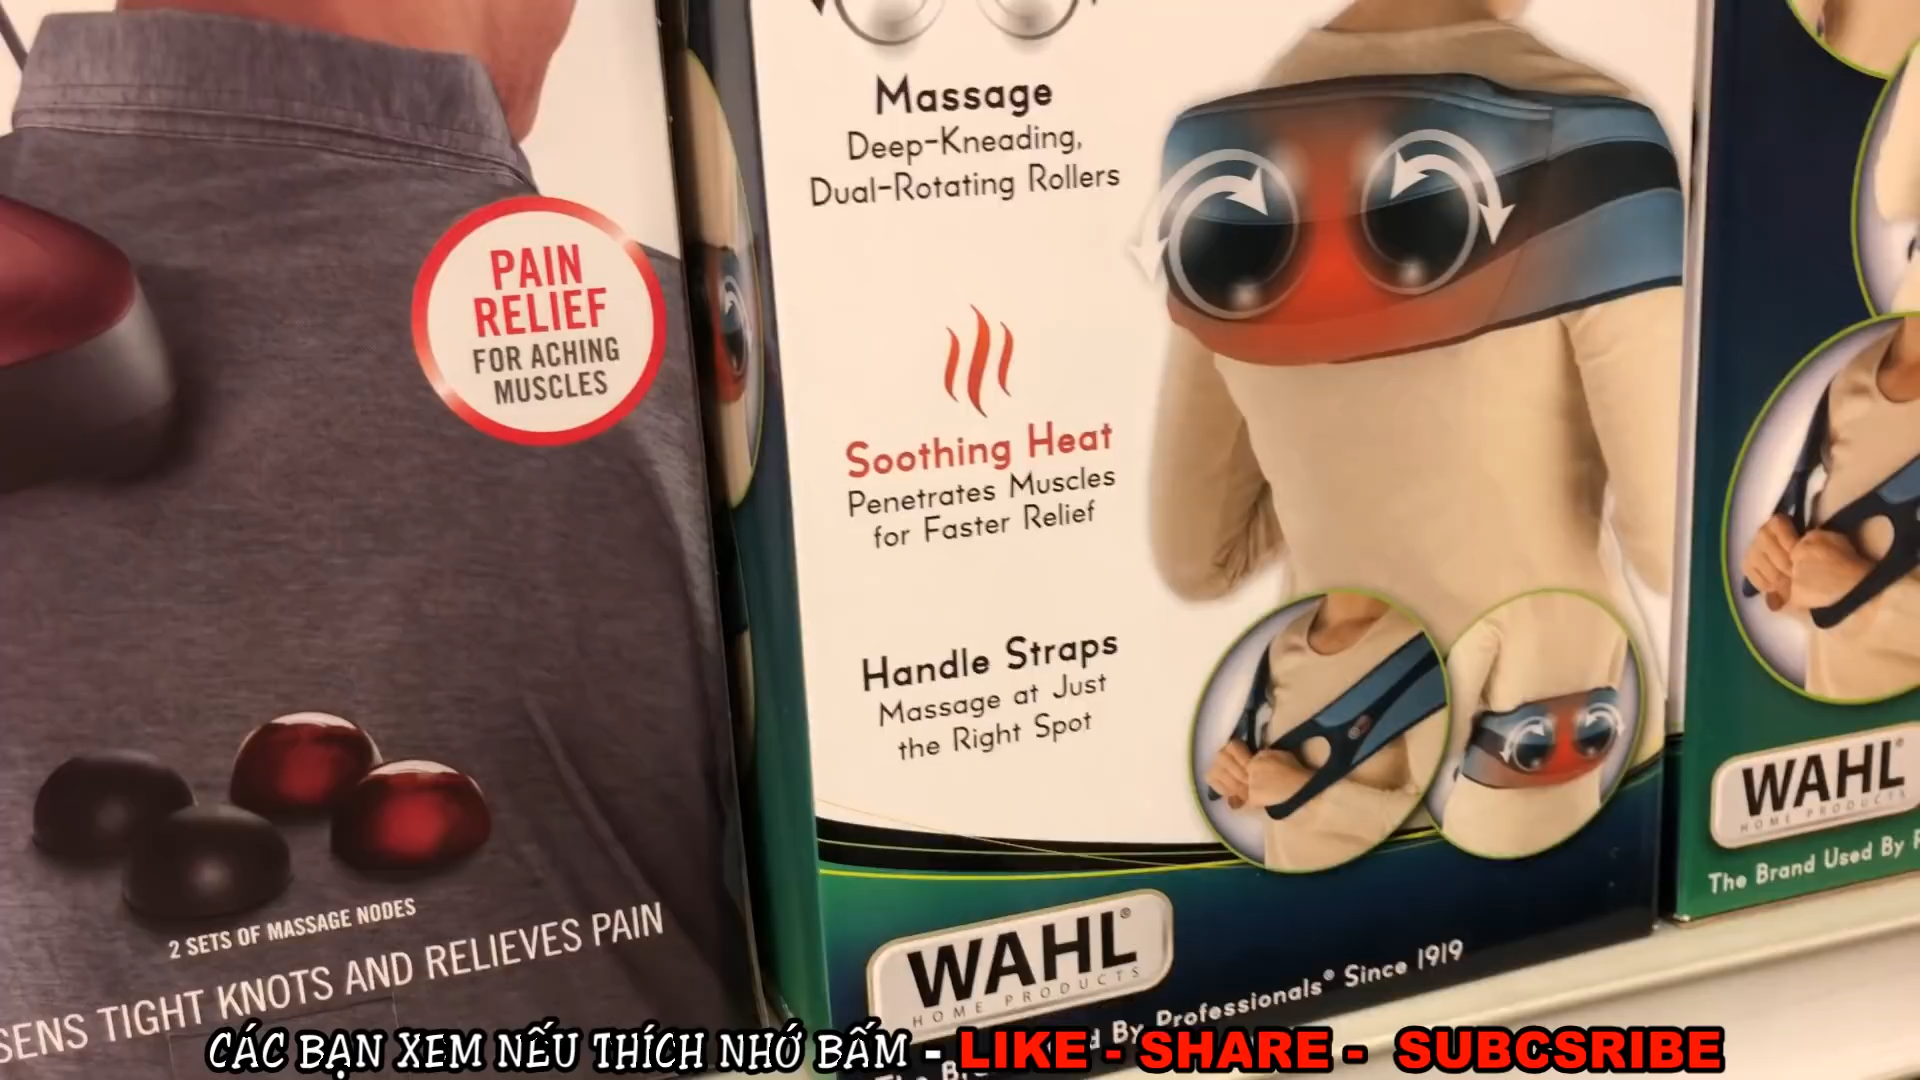 PAIN
RELIEF
FOR ACHING
MUSCLES
2 SETS OF MASSAGE NODES
TIGHT KNOTS AND RELIEVES PAIN
Massage
Deep-Kneading,
Dual-Rotating Rollers
Soothing Heat
Penetrates Muscles
for Faster Relief
Handle Straps
Massage at Just
the Right Spot
WAHL®
HOME PRODUCTS
By Professionals® Since 1919
WAHL®
HOME PRODUCTS
The Brand Used By
CÁC BẠN XEM NẾU THÍCH NHỚ BẤM - LIKE - SHARE - SUBCSRIBE